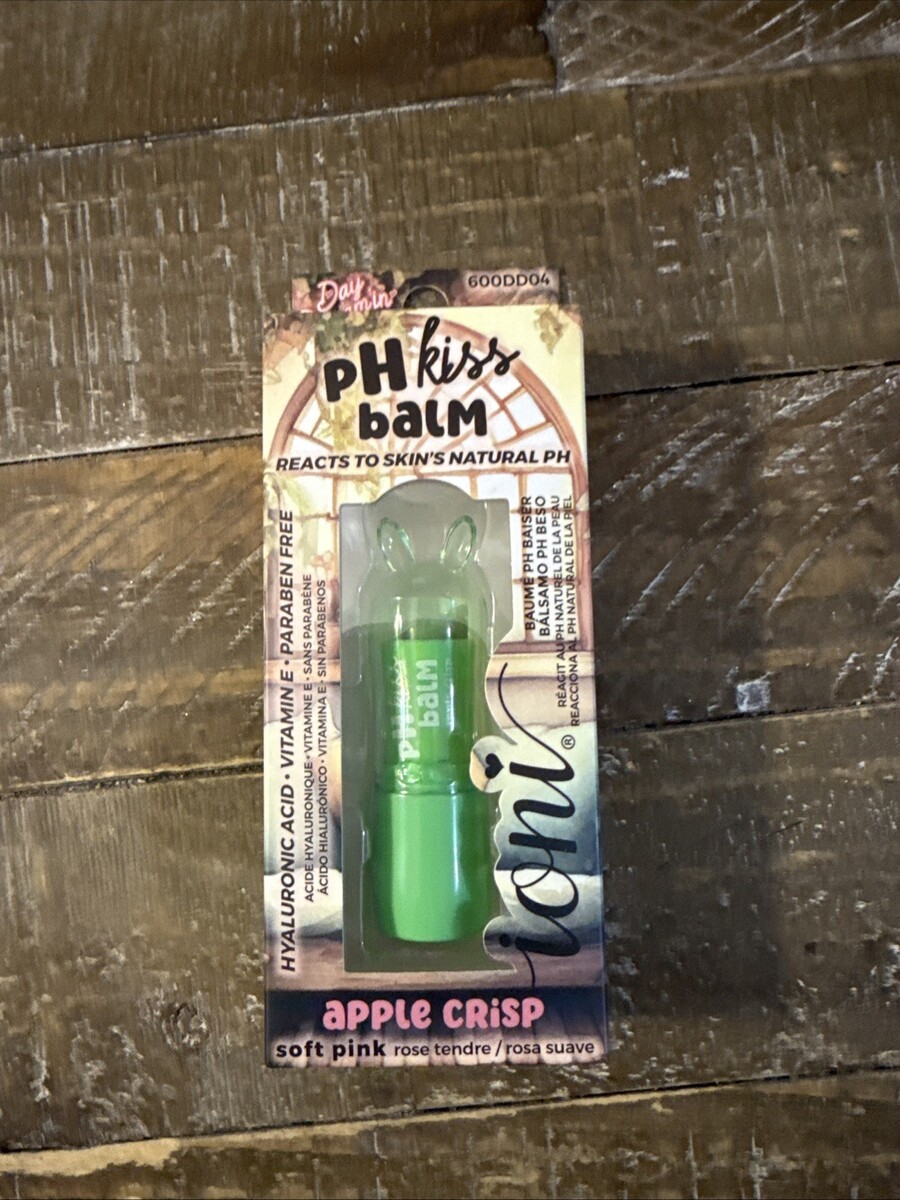 Day
600DD04
pH kiss
balm
REACTS TO SKIN'S NATURAL PH
HYALURONIC ACID • VITAMIN E • PARABEN FREE
ACIDE HYALURONIQUE • VITAMINE E • SANS PARABÈNE
ÁCIDO HIALURÓNICO • VITAMINA E • SIN PARABENOS
BAUME PH BAISER
BÁLSAMO PH BESO
RÉAGIT AU PH NATUREL DE LA PEAU
REACCIONA AL PH NATURAL DE LA PIEL
pH kiss
balm
ioni®
apple crisp
soft pink rose tendre / rosa suave